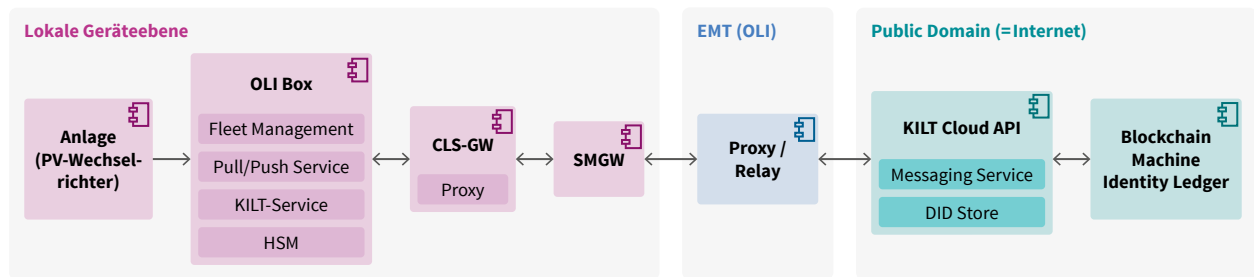 Lokale Geräteebene
Anlage
(PV-Wechsel-
richter)
OLI Box
Fleet Management
Pull/Push Service
KILT-Service
HSM
CLS-GW
Proxy
SMGW
EMT (OLI)
Proxy /
Relay
Public Domain (=Internet)
KILT Cloud API
Messaging Service
DID Store
Blockchain
Machine
Identity Ledger